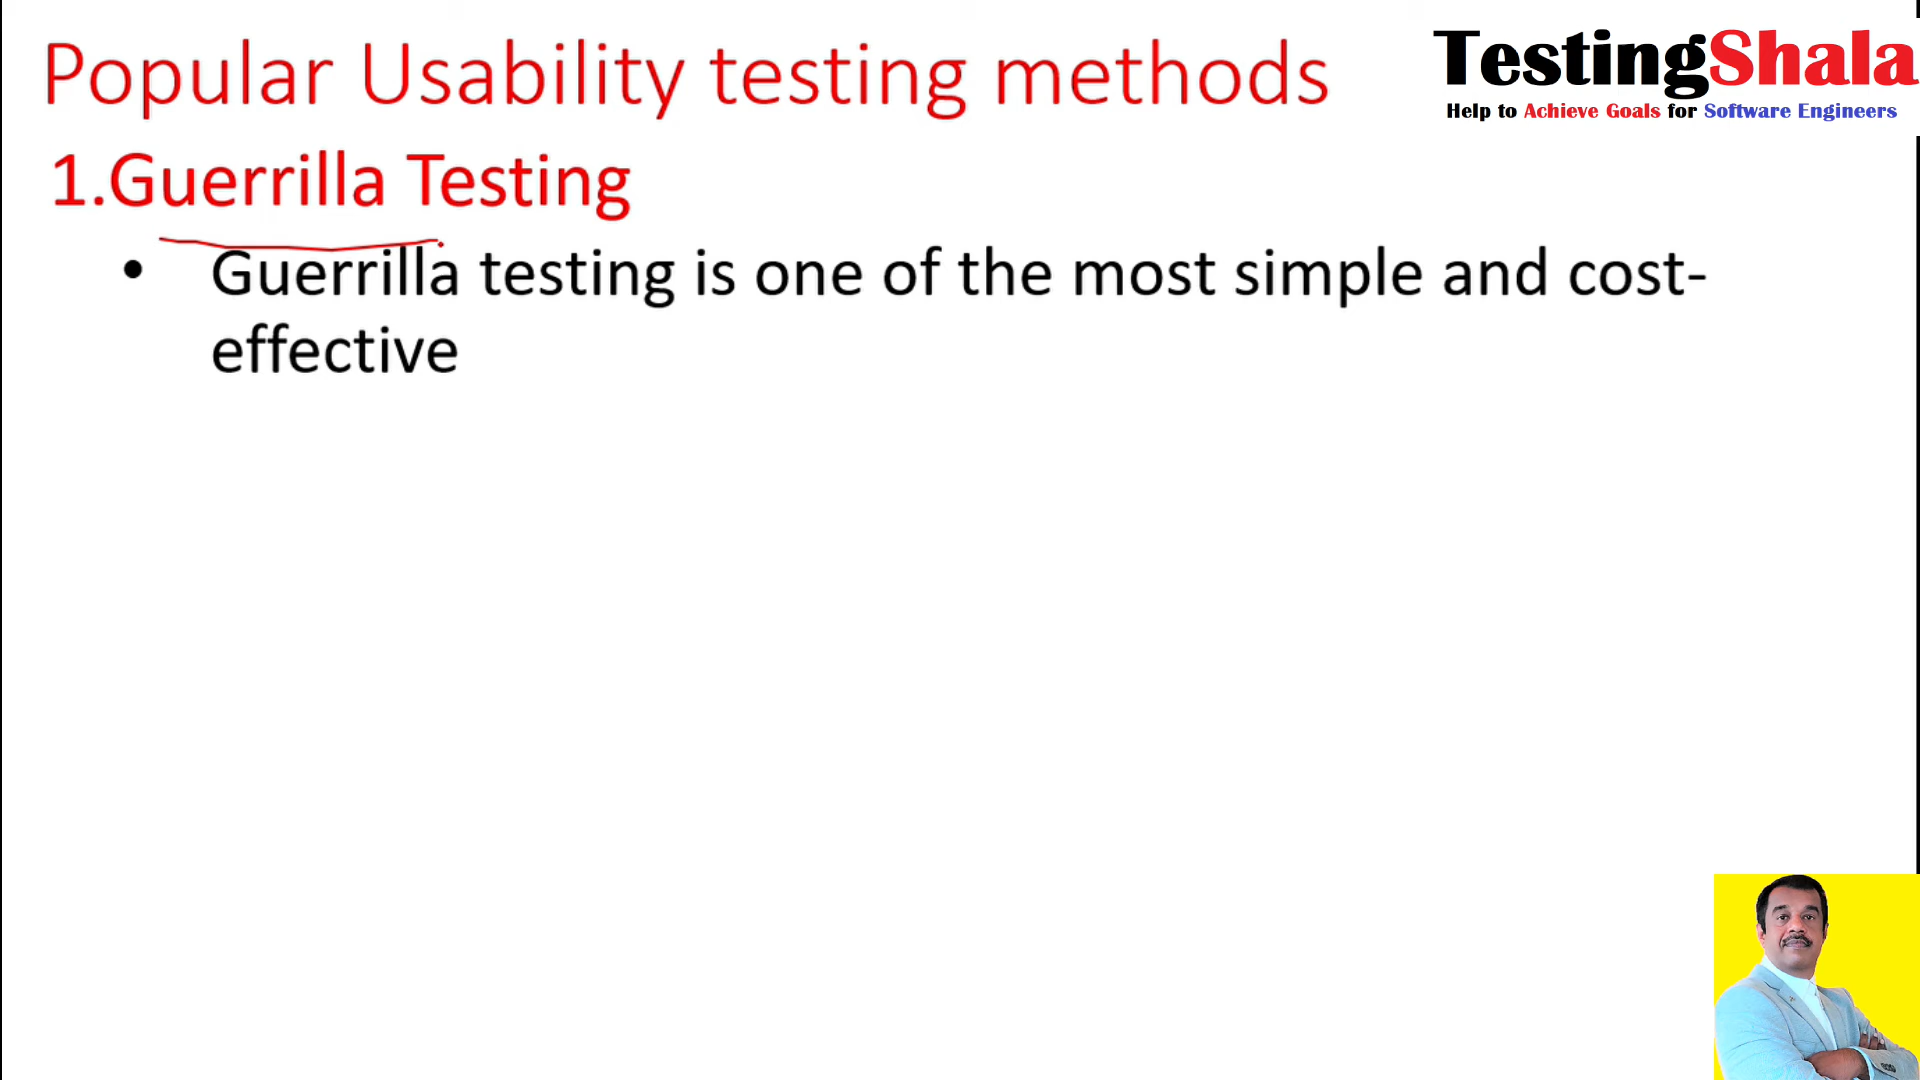 Popular Usability testing methods
TestingShala
Help to Achieve Goals for Software Engineers
1.Guerrilla Testing
• Guerrilla testing is one of the most simple and cost-
effective